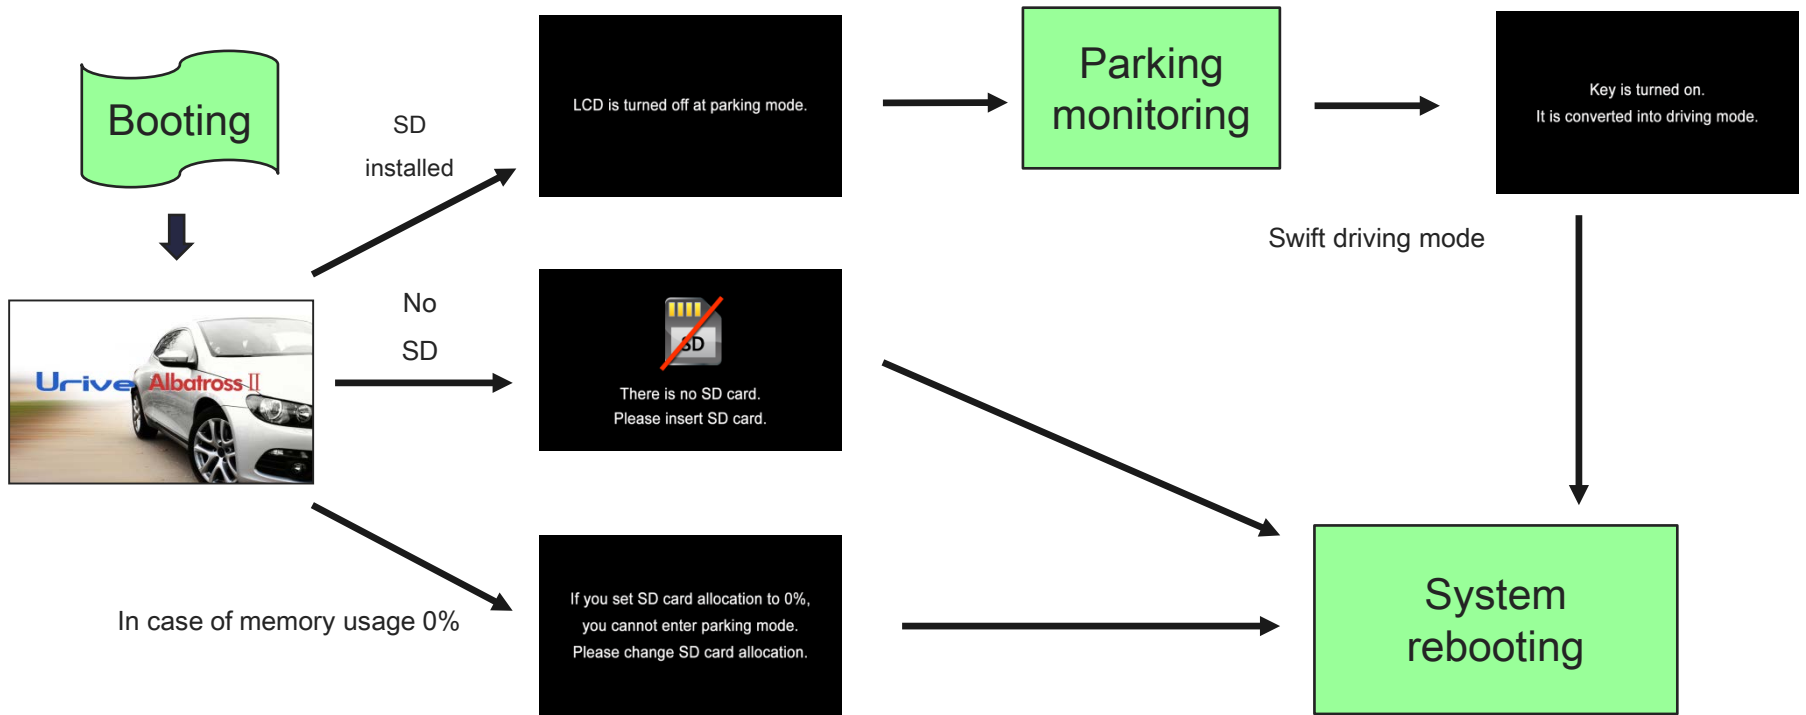 Booting
SD
installed
LCD is turned off at parking mode.
Parking
monitoring
Key is turned on.
It is converted into driving mode.
Swift driving mode
Urive Albatross II
No
SD
SD
There is no SD card.
Please insert SD card.
In case of memory usage 0%
If you set SD card allocation to 0%,
you cannot enter parking mode.
Please change SD card allocation.
System
rebooting